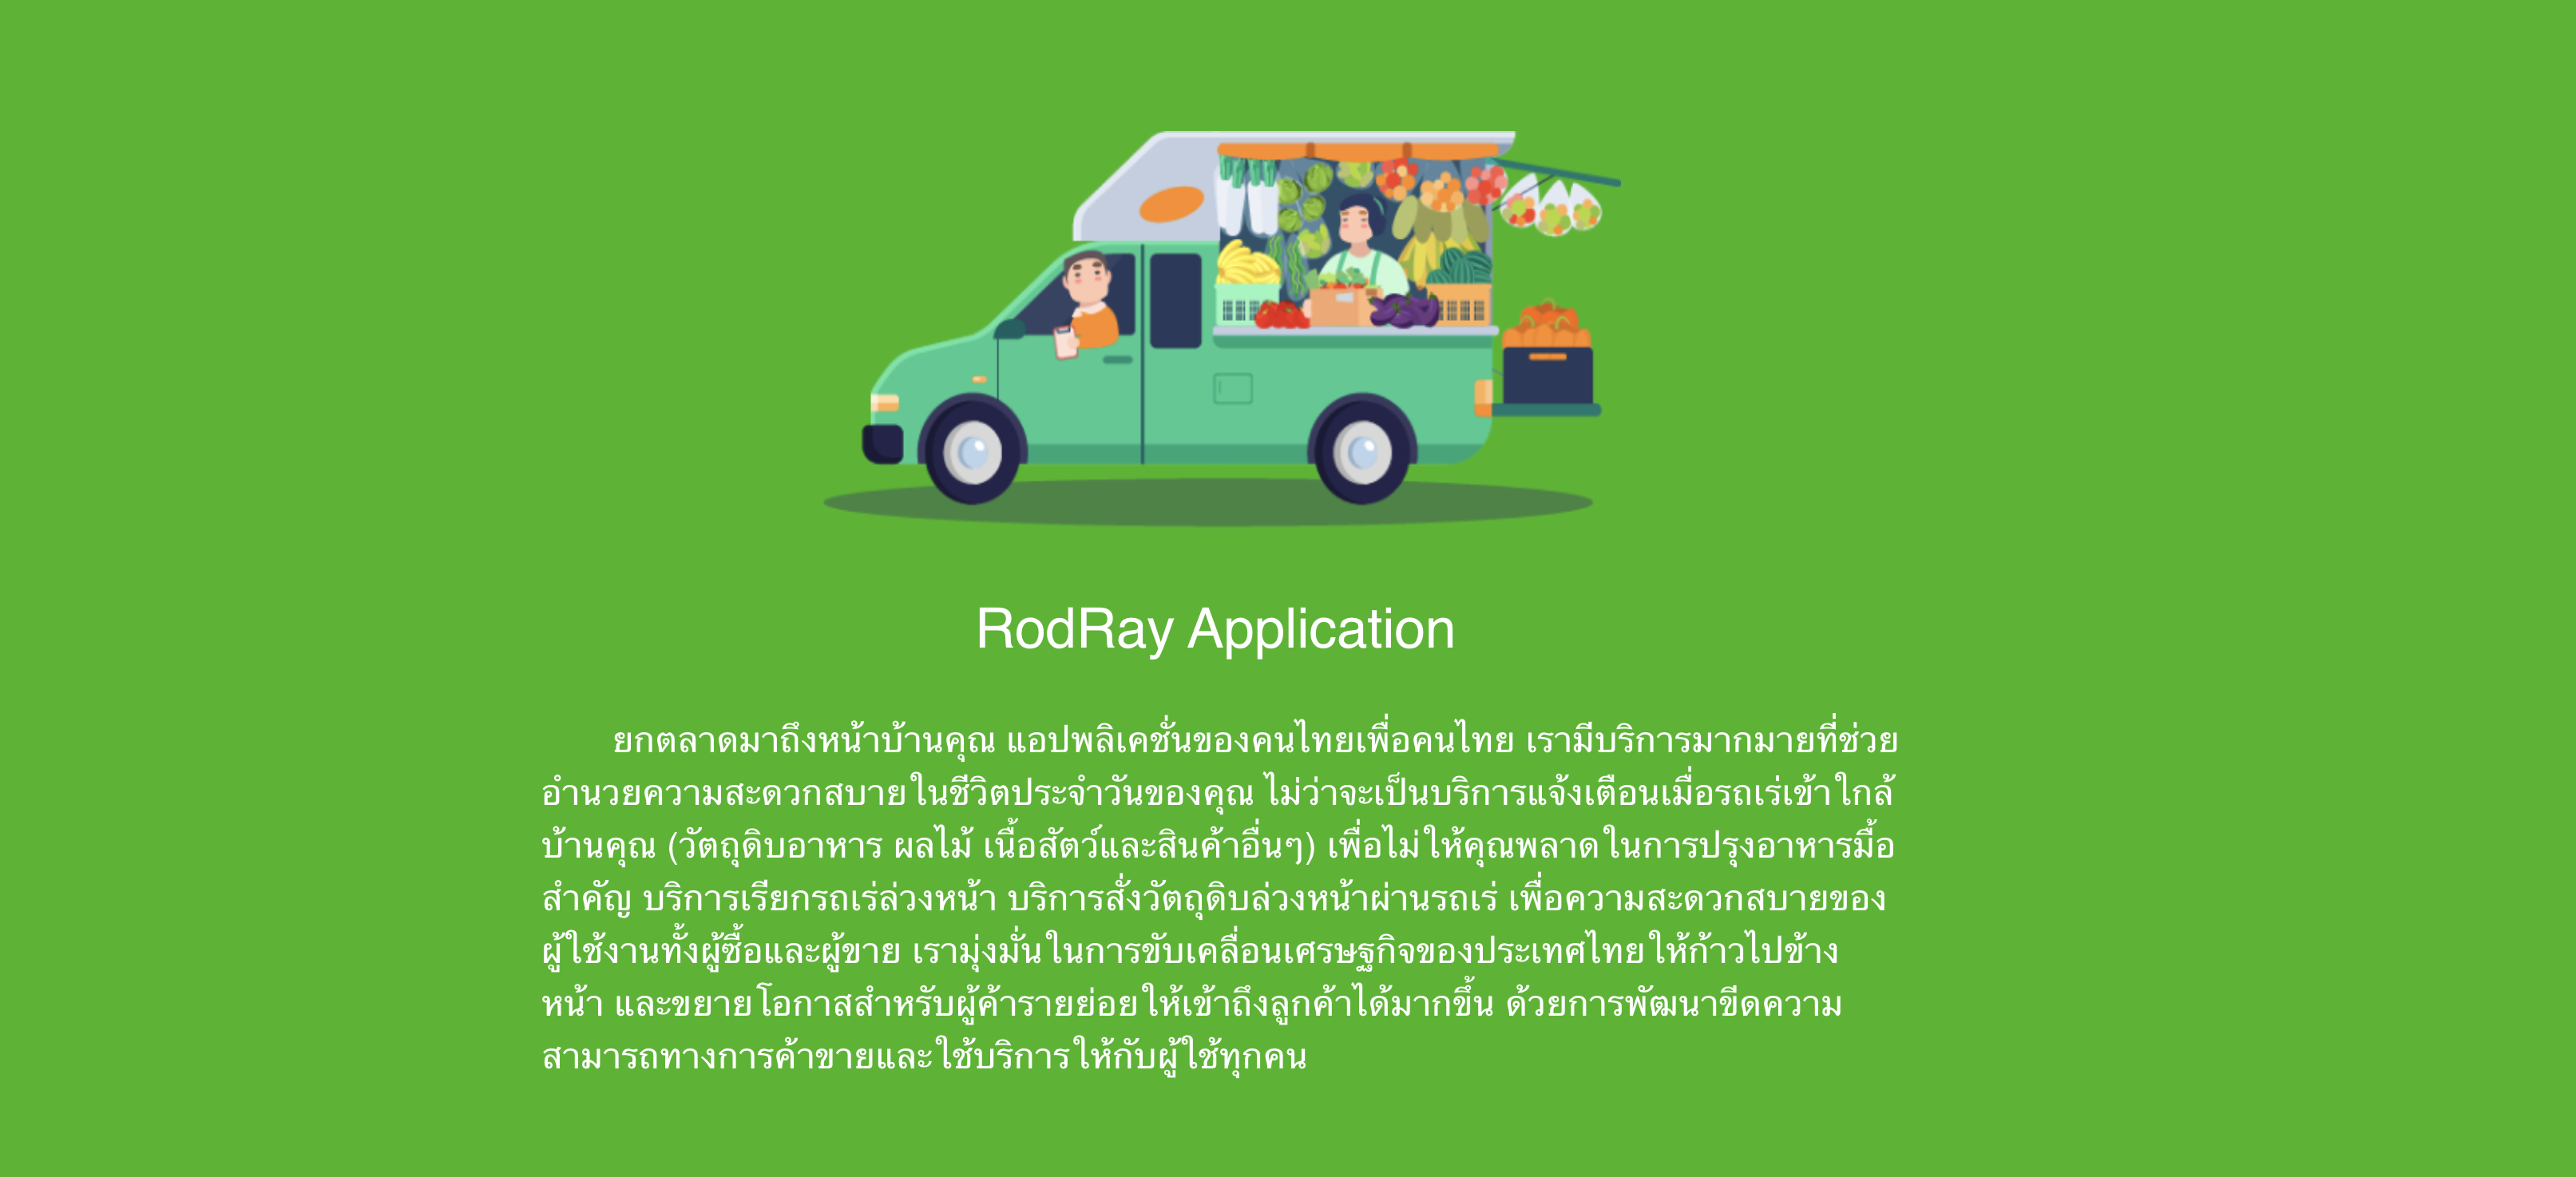 RodRay Application
ยกตลาดมาถึงหน้าบ้านคุณ แอปพลิเคชั่นของคนไทยเพื่อคนไทย เรามีบริการมากมายที่ช่วย
อำนวยความสะดวกสบายในชีวิตประจำวันของคุณ ไม่ว่าจะเป็นบริการแจ้งเตือนเมื่อรถเร่เข้าใกล้
บ้านคุณ (วัตถุดิบอาหาร ผลไม้ เนื้อสัตว์และสินค้าอื่นๆ) เพื่อไม่ให้คุณพลาดในการปรุงอาหารมื้อ
สำคัญ บริการเรียกรถเร่ล่วงหน้า บริการสั่งวัตถุดิบล่วงหน้าผ่านรถเร่ เพื่อความสะดวกสบายของ
ผู้ใช้งานทั้งผู้ซื้อและผู้ขาย เรามุ่งมั่นในการขับเคลื่อนเศรษฐกิจของประเทศไทยให้ก้าวไปข้าง
หน้า และขยายโอกาสสำหรับผู้ค้ารายย่อยให้เข้าถึงลูกค้าได้มากขึ้น ด้วยการพัฒนาขีดความ
สามารถทางการค้าขายและใช้บริการให้กับผู้ใช้ทุกคน